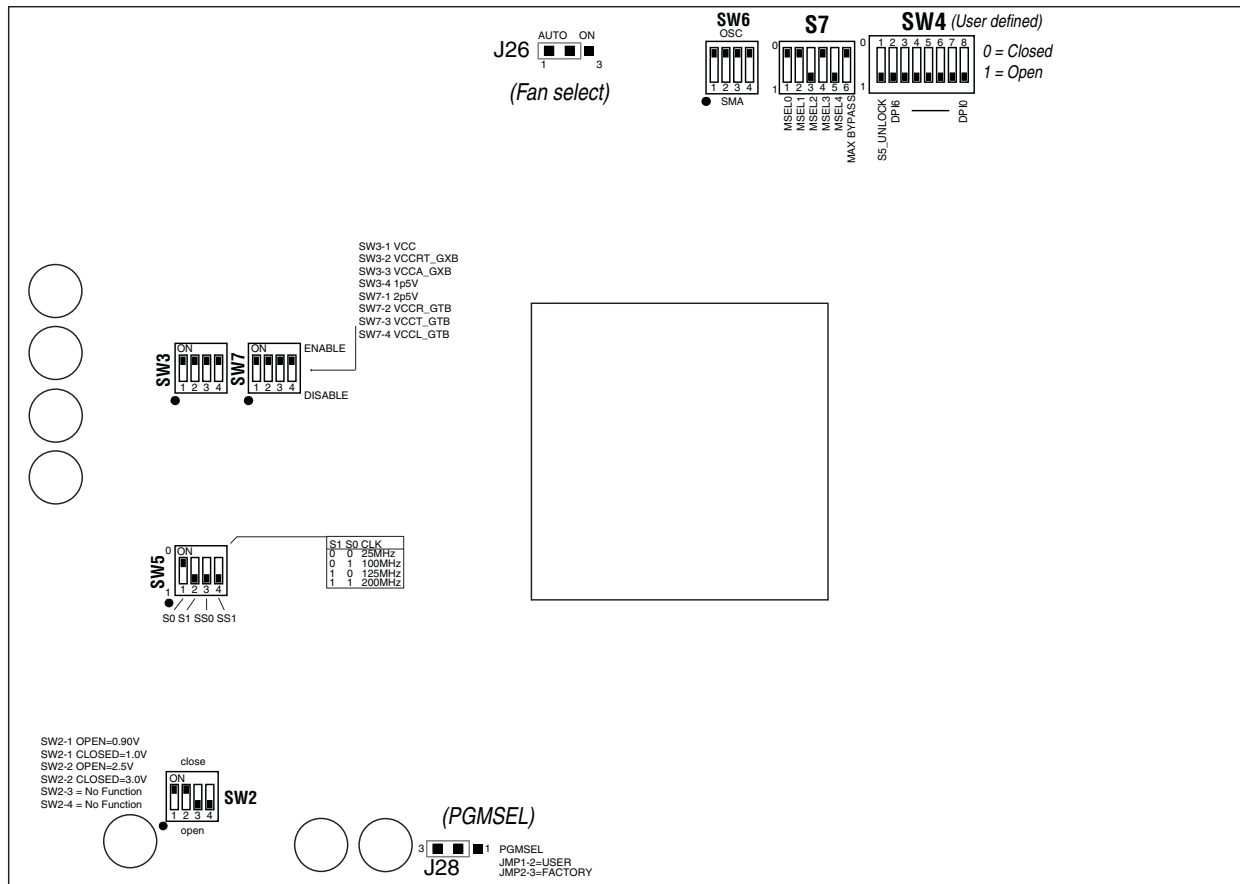 AUTO ON
J26
1 3
(Fan select)
SW6
OSC
1 2 3 4
SMA
S7
0
1
1 2 3 4 5 6
MSEL0
MSEL1
MSEL2
MSEL3
MSEL4
MAX BYPASS
SW4 (User defined)
0
1
1 2 3 4 5 6 7 8
0 = Closed
1 = Open
S5_UNLOCK
DPI6
DPI0
SW3-1 VCC
SW3-2 VCCRT_GXB
SW3-3 VCCA_GXB
SW3-4 1p5V
SW7-1 2p5V
SW7-2 VCCR_GTB
SW7-3 VCCT_GTB
SW7-4 VCCL_GTB
SW3
ON
1 2 3 4
SW7
ON
1 2 3 4
ENABLE
DISABLE
SW5
0
ON
1
1 2 3 4
S0 S1 SS0 SS1
S1 S0 CLK
0 0 25MHz
0 1 100MHz
1 0 125MHz
1 1 200MHz
SW2-1 OPEN=0.90V
SW2-1 CLOSED=1.0V
SW2-2 OPEN=2.5V
SW2-2 CLOSED=3.0V
SW2-3 = No Function
SW2-4 = No Function
close
ON
1 2 3 4
open
SW2
(PGMSEL)
3 1
J28
PGMSEL
JMP1-2=USER
JMP2-3=FACTORY